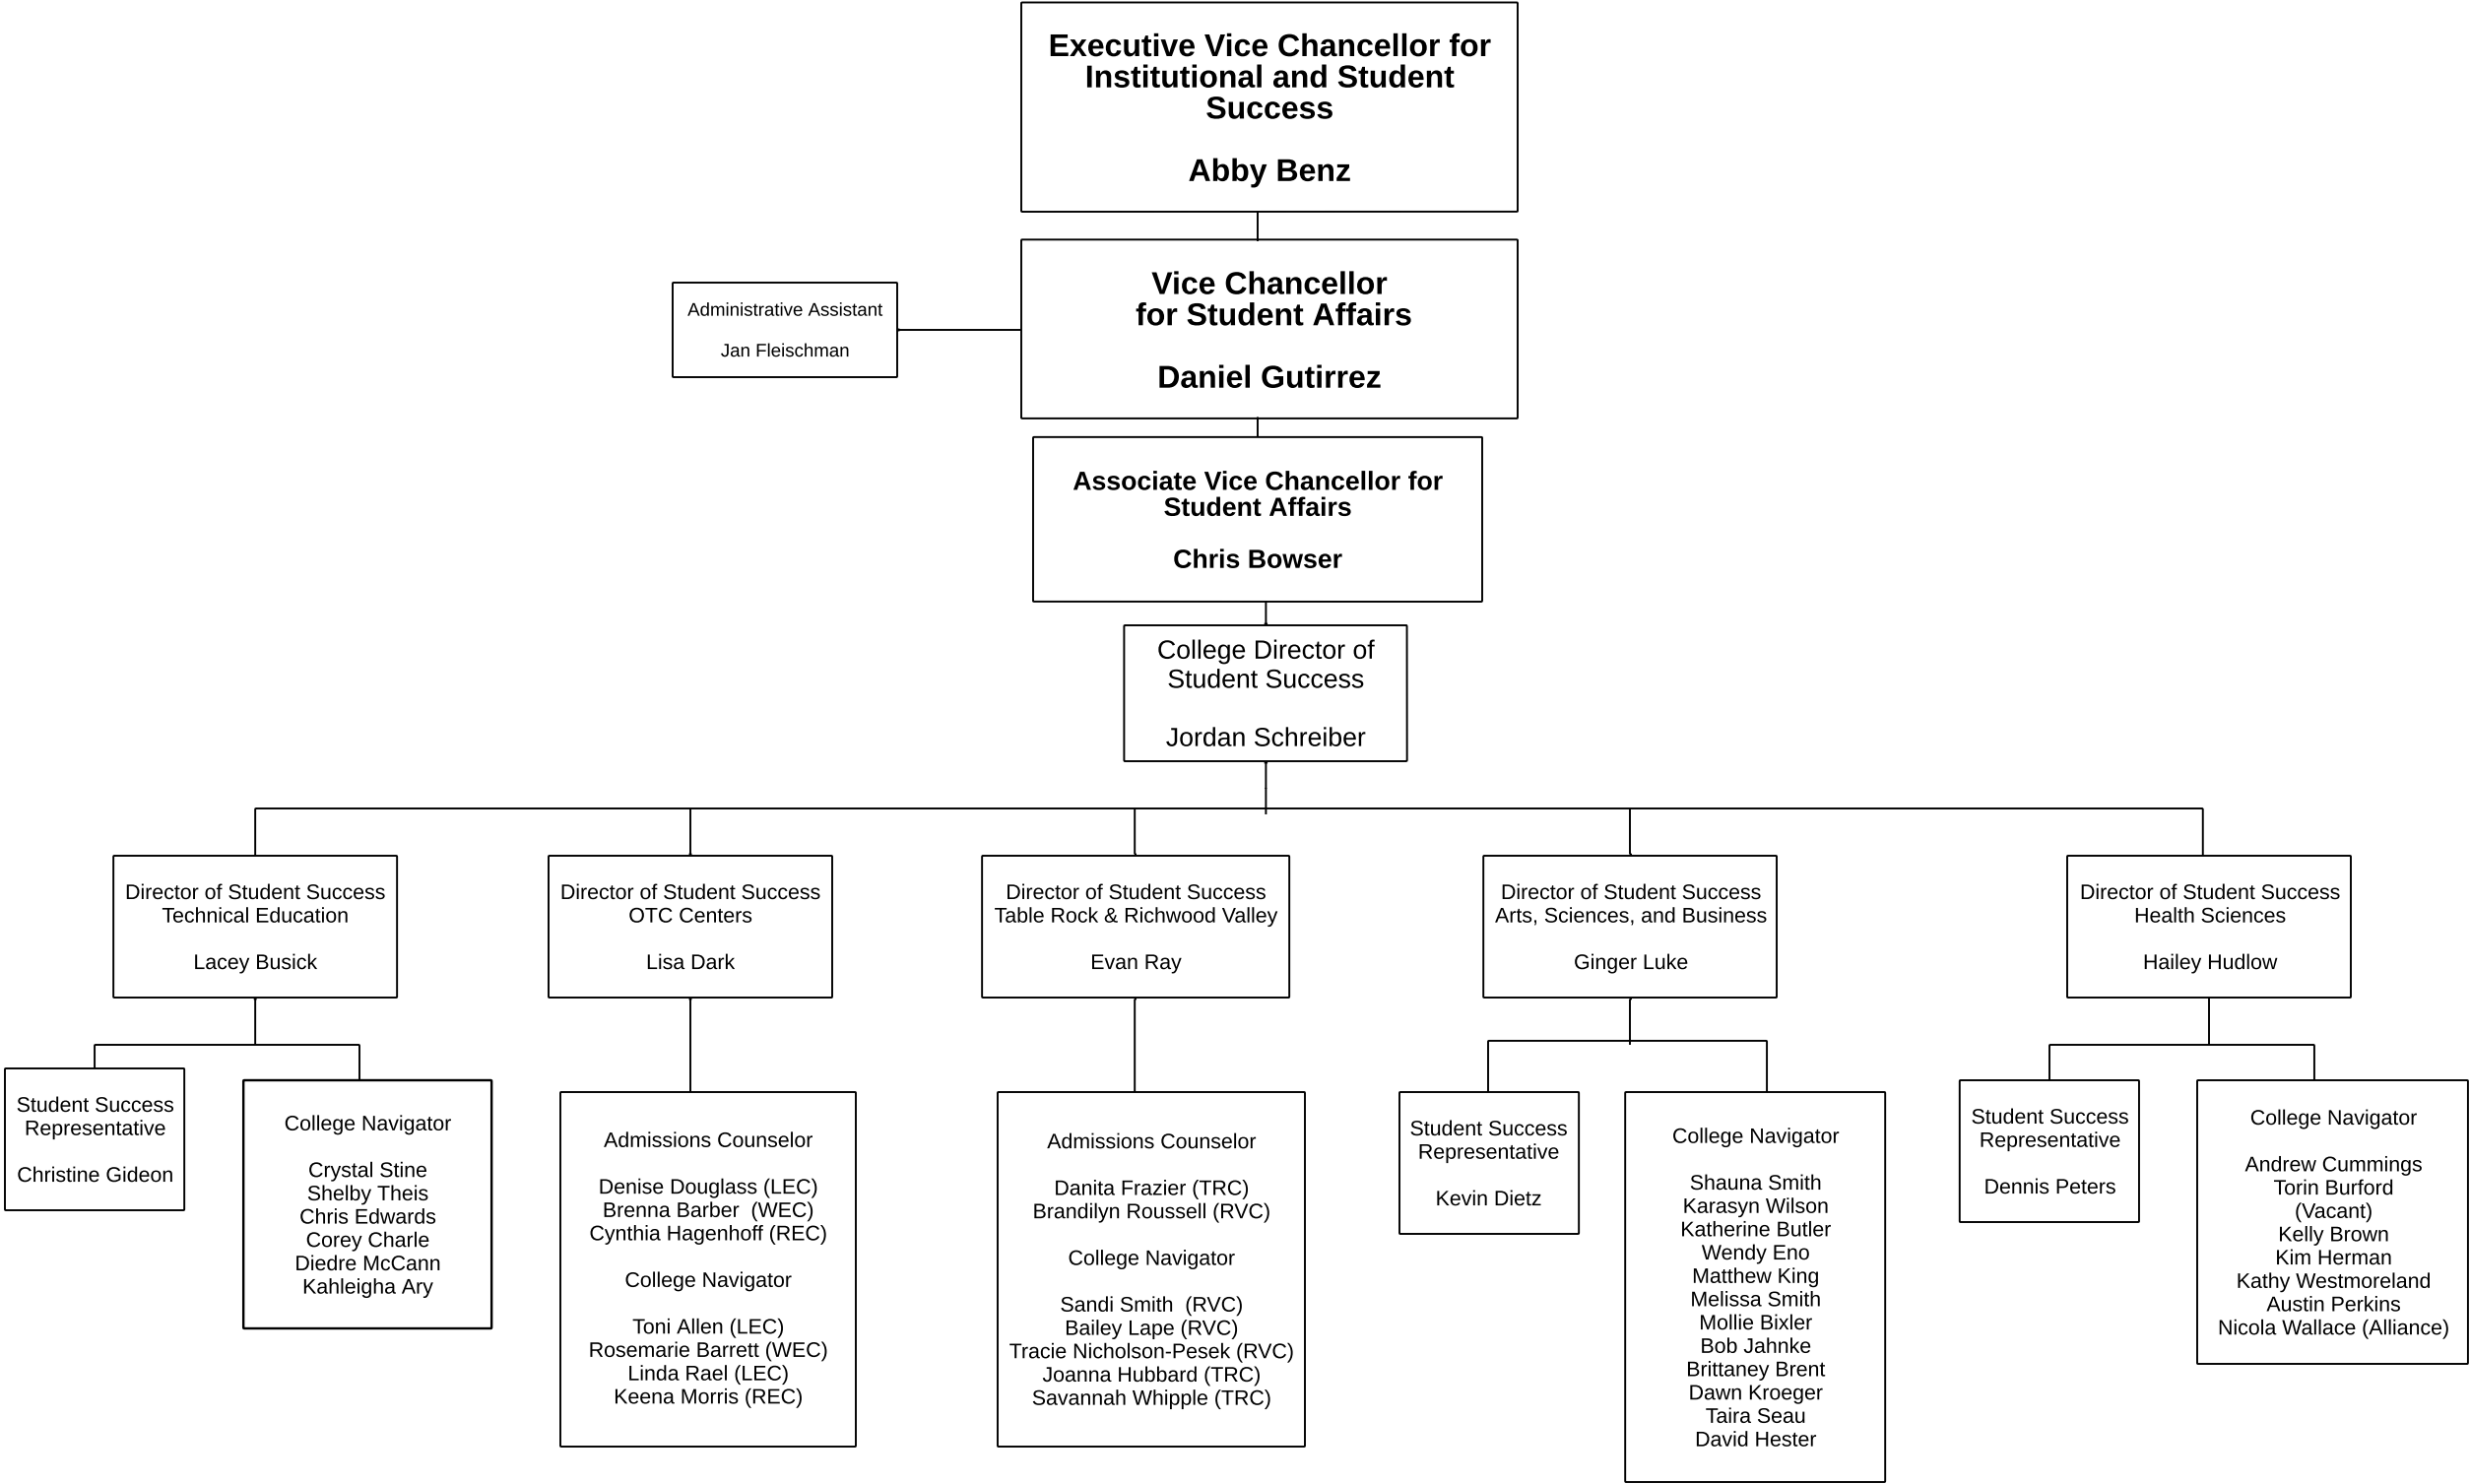 Executive Vice Chancellor for
Institutional and Student
Success
Abby Benz
Vice Chancellor
for Student Affairs
Daniel Gutirrez
Administrative Assistant
Jan Fleischman
Associate Vice Chancellor for
Student Affairs
Chris Bowser
College Director of
Student Success
Jordan Schreiber
Director of Student Success
Technical Education
Lacey Busick
Director of Student Success
OTC Centers
Lisa Dark
Director of Student Success
Table Rock & Richwood Valley
Evan Ray
Director of Student Success
Arts, Sciences, and Business
Ginger Luke
Director of Student Success
Health Sciences
Hailey Hudlow
Student Success
Representative
Christine Gideon
College Navigator
Crystal Stine
Shelby Theis
Chris Edwards
Corey Charle
Diedre McCann
Kahleigha Ary
Admissions Counselor
Denise Douglass (LEC)
Brenna Barber  (WEC)
Cynthia Hagenhoff (REC)
College Navigator
Toni Allen (LEC)
Rosemarie Barrett (WEC)
Linda Rael (LEC)
Keena Morris (REC)
Admissions Counselor
Danita Frazier (TRC)
Brandilyn Roussell (RVC)
College Navigator
Sandi Smith  (RVC)
Bailey Lape (RVC)
Tracie Nicholson-Pesek (RVC)
Joanna Hubbard (TRC)
Savannah Whipple (TRC)
Student Success
Representative
Kevin Dietz
College Navigator
Shauna Smith
Karasyn Wilson
Katherine Butler
Wendy Eno
Matthew King
Melissa Smith
Mollie Bixler
Bob Jahnke
Brittaney Brent
Dawn Kroeger
Taira Seau
David Hester
Student Success
Representative
Dennis Peters
College Navigator
Andrew Cummings
Torin Burford
(Vacant)
Kelly Brown
Kim Herman
Kathy Westmoreland
Austin Perkins
Nicola Wallace (Alliance)